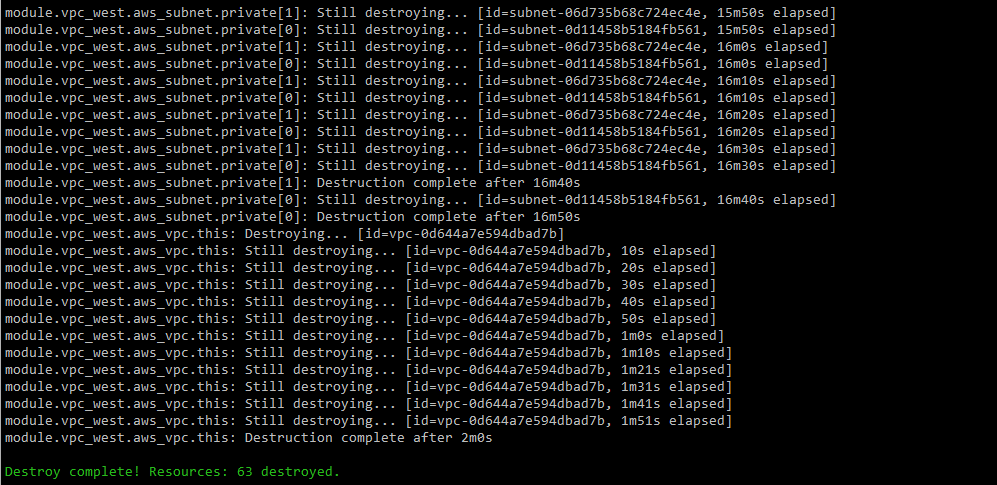 module.vpc_west.aws_subnet.private[1]: Still destroying... [id=subnet-06d735b68c724ec4e, 15m50s elapsed]
module.vpc_west.aws_subnet.private[0]: Still destroying... [id=subnet-0d11458b5184fb561, 15m50s elapsed]
module.vpc_west.aws_subnet.private[1]: Still destroying... [id=subnet-06d735b68c724ec4e, 16m0s elapsed]
module.vpc_west.aws_subnet.private[0]: Still destroying... [id=subnet-0d11458b5184fb561, 16m0s elapsed]
module.vpc_west.aws_subnet.private[1]: Still destroying... [id=subnet-06d735b68c724ec4e, 16m10s elapsed]
module.vpc_west.aws_subnet.private[0]: Still destroying... [id=subnet-0d11458b5184fb561, 16m10s elapsed]
module.vpc_west.aws_subnet.private[1]: Still destroying... [id=subnet-06d735b68c724ec4e, 16m20s elapsed]
module.vpc_west.aws_subnet.private[0]: Still destroying... [id=subnet-0d11458b5184fb561, 16m20s elapsed]
module.vpc_west.aws_subnet.private[1]: Still destroying... [id=subnet-06d735b68c724ec4e, 16m30s elapsed]
module.vpc_west.aws_subnet.private[0]: Still destroying... [id=subnet-0d11458b5184fb561, 16m30s elapsed]
module.vpc_west.aws_subnet.private[1]: Destruction complete after 16m40s
module.vpc_west.aws_subnet.private[0]: Still destroying... [id=subnet-0d11458b5184fb561, 16m40s elapsed]
module.vpc_west.aws_subnet.private[0]: Destruction complete after 16m50s
module.vpc_west.aws_vpc.this: Destroying... [id=vpc-0d644a7e594dbad7b]
module.vpc_west.aws_vpc.this: Still destroying... [id=vpc-0d644a7e594dbad7b, 10s elapsed]
module.vpc_west.aws_vpc.this: Still destroying... [id=vpc-0d644a7e594dbad7b, 20s elapsed]
module.vpc_west.aws_vpc.this: Still destroying... [id=vpc-0d644a7e594dbad7b, 30s elapsed]
module.vpc_west.aws_vpc.this: Still destroying... [id=vpc-0d644a7e594dbad7b, 40s elapsed]
module.vpc_west.aws_vpc.this: Still destroying... [id=vpc-0d644a7e594dbad7b, 50s elapsed]
module.vpc_west.aws_vpc.this: Still destroying... [id=vpc-0d644a7e594dbad7b, 1m0s elapsed]
module.vpc_west.aws_vpc.this: Still destroying... [id=vpc-0d644a7e594dbad7b, 1m10s elapsed]
module.vpc_west.aws_vpc.this: Still destroying... [id=vpc-0d644a7e594dbad7b, 1m21s elapsed]
module.vpc_west.aws_vpc.this: Still destroying... [id=vpc-0d644a7e594dbad7b, 1m31s elapsed]
module.vpc_west.aws_vpc.this: Still destroying... [id=vpc-0d644a7e594dbad7b, 1m41s elapsed]
module.vpc_west.aws_vpc.this: Still destroying... [id=vpc-0d644a7e594dbad7b, 1m51s elapsed]
module.vpc_west.aws_vpc.this: Destruction complete after 2m0s
Destroy complete! Resources: 63 destroyed.